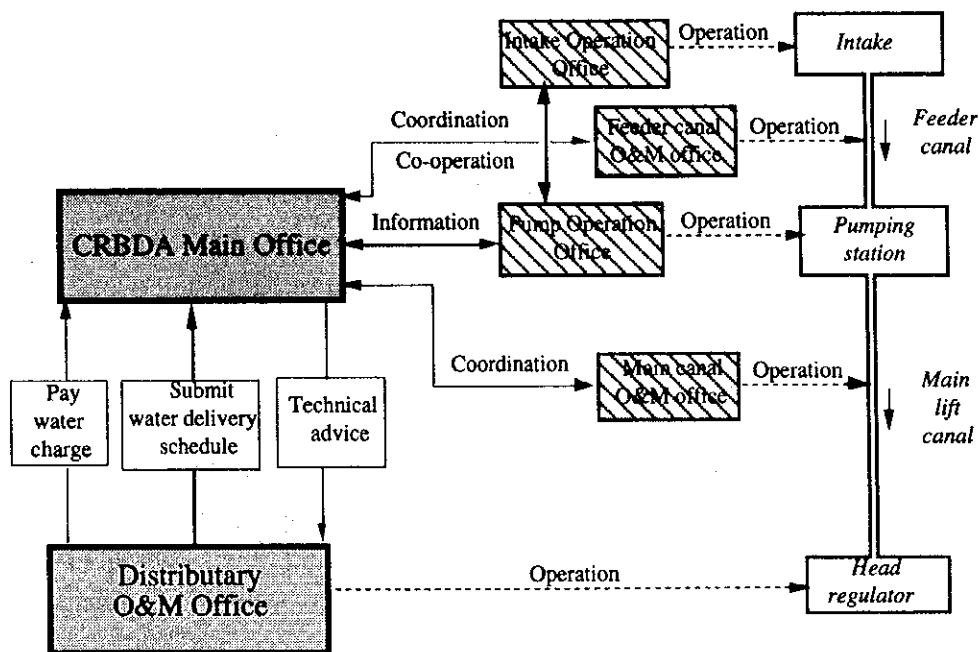 Intake Operation
Office
Operation
Intake
Coordination
Co-operation
Feeder canal
O&M office
Operation
Feeder
canal
CRBDA Main Office
Information
Pump Operation
Office
Operation
Pumping
station
Coordination
Main canal
O&M office
Operation
Main
lift
canal
Pay
water
charge
Submit
water delivery
schedule
Technical
advice
Distributary
O&M Office
Operation
Head
regulator